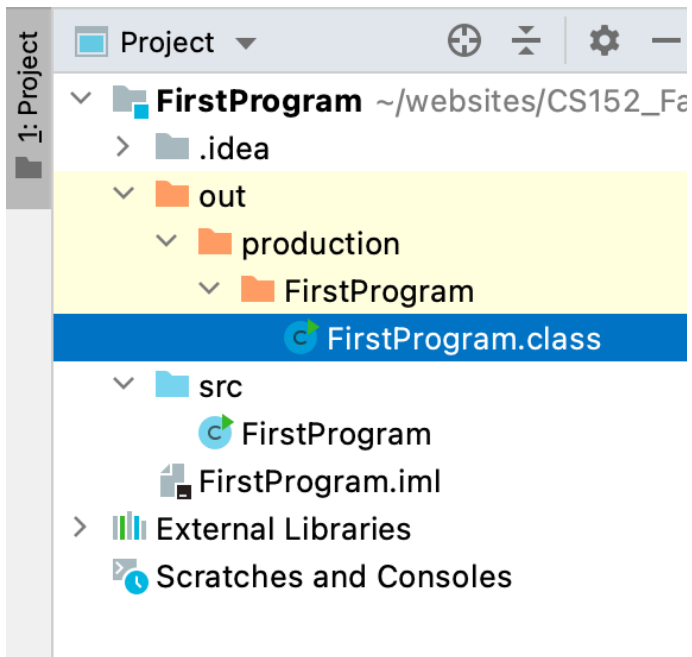 1: Project
Project
FirstProgram ~/websites/CS152_Fa
.idea
out
production
FirstProgram
FirstProgram.class
src
FirstProgram
FirstProgram.iml
External Libraries
Scratches and Consoles